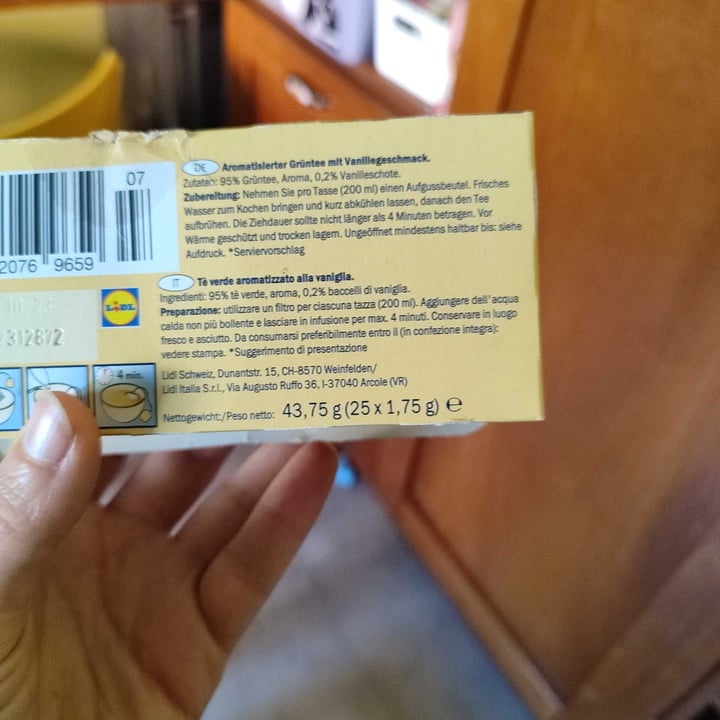 07
2076 9659
DE Aromatisierter Grüntee mit Vanillegeschmack.
Zutaten: 95% Grüntee, Aroma, 0,2% Vanilleschote.
Zubereitung: Nehmen Sie pro Tasse (200 ml) einen Aufgussbeutel. Frisches
Wasser zum Kochen bringen und kurz abkühlen lassen, danach den Tee
aufbrühen. Die Ziehdauer sollte nicht länger als 4 Minuten betragen. Vor
Wärme geschützt und trocken lagern. Ungeöffnet mindestens haltbar bis: siehe
Aufdruck. *Serviervorschlag
IT Tè verde aromatizzato alla vaniglia.
Ingredienti: 95% tè verde, aroma, 0,2% baccelli di vaniglia.
Preparazione: utilizzare un filtro per ciascuna tazza (200 ml). Aggiungere dell'acqua
calda non più bollente e lasciare in infusione per max. 4 minuti. Conservare in luogo
fresco e asciutto. Da consumarsi preferibilmente entro il (in confezione integra):
vedere stampa. *Suggerimento di presentazione
10 23
2312872
LIDL
4 min.
Lidl Schweiz, Dunantstr. 15, CH-8570 Weinfelden/
Lidl Italia S.r.l., Via Augusto Ruffo 36, I-37040 Arcole (VR)
Nettogewicht:/Peso netto: 43,75 g (25 x 1,75 g) e